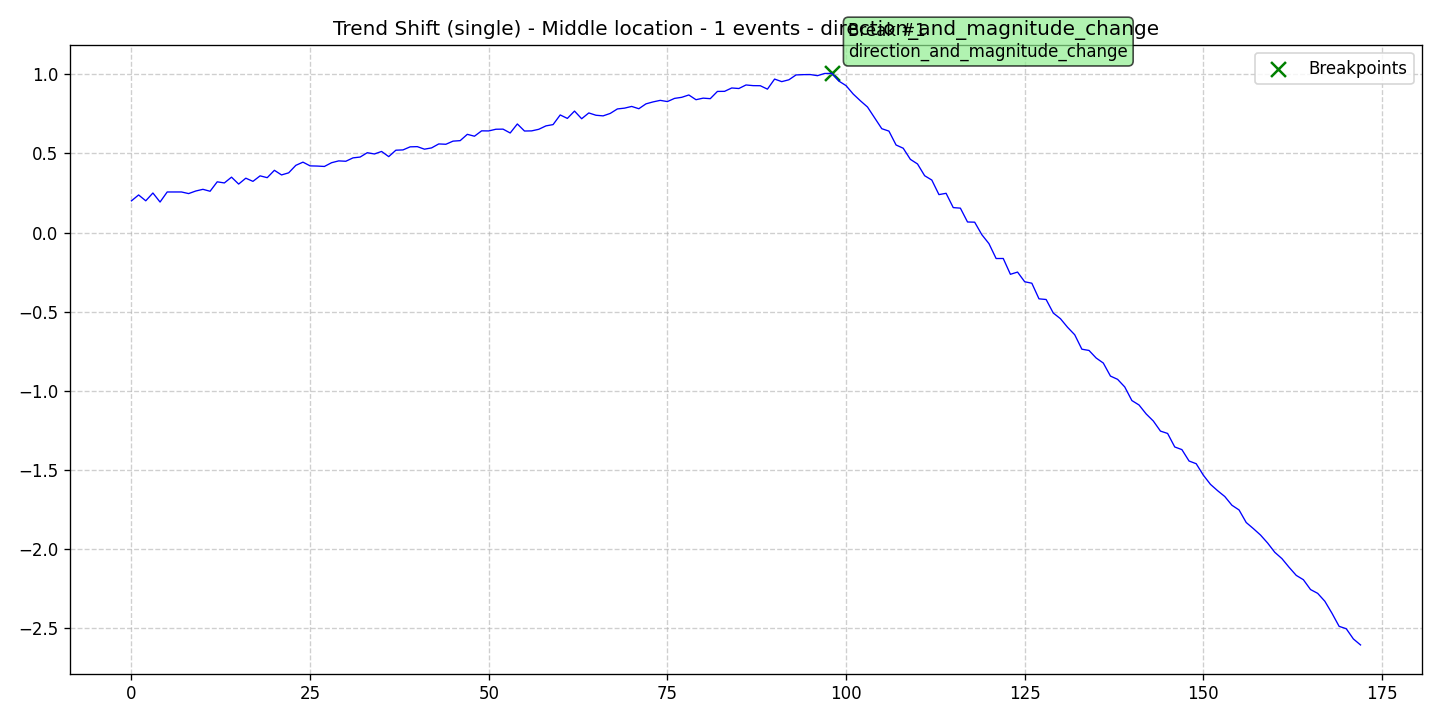 Trend Shift (single) - Middle location - 1 events - direction_and_magnitude_change
Break #1
direction_and_magnitude_change
Breakpoints
1.0
0.5
0.0
−0.5
−1.0
−1.5
−2.0
−2.5
0 25 50 75 100 125 150 175